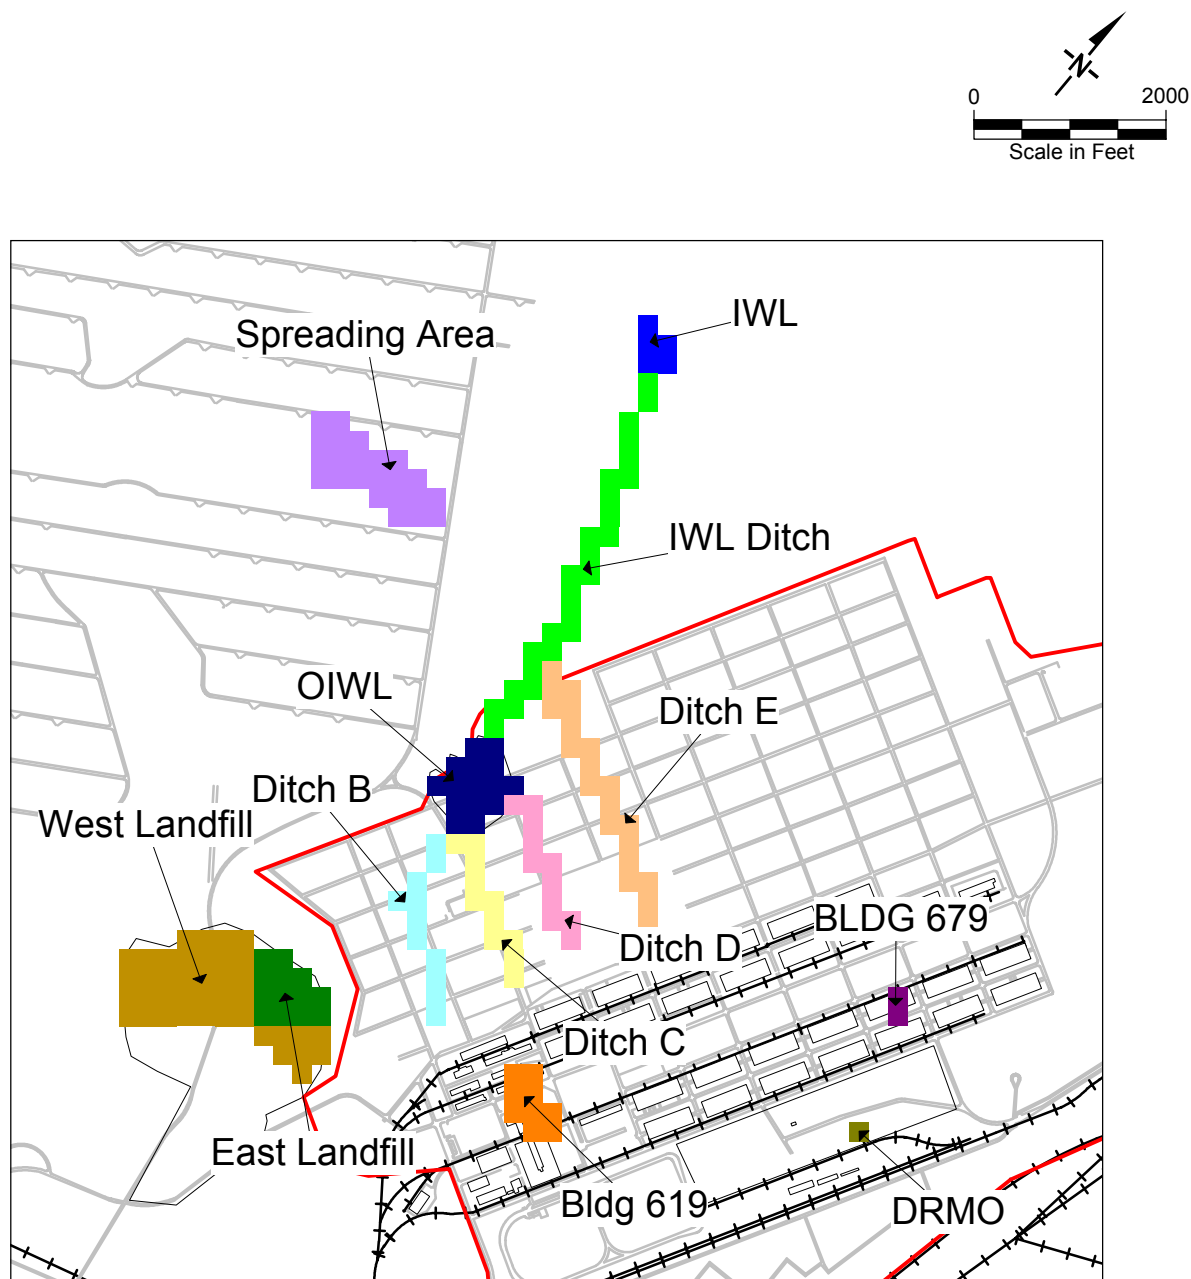 N
0 2000
Scale in Feet
IWL
Spreading Area
IWL Ditch
OIWL
Ditch E
Ditch B
West Landfill
BLDG 679
Ditch D
Ditch C
East Landfill
Bldg 619
DRMO